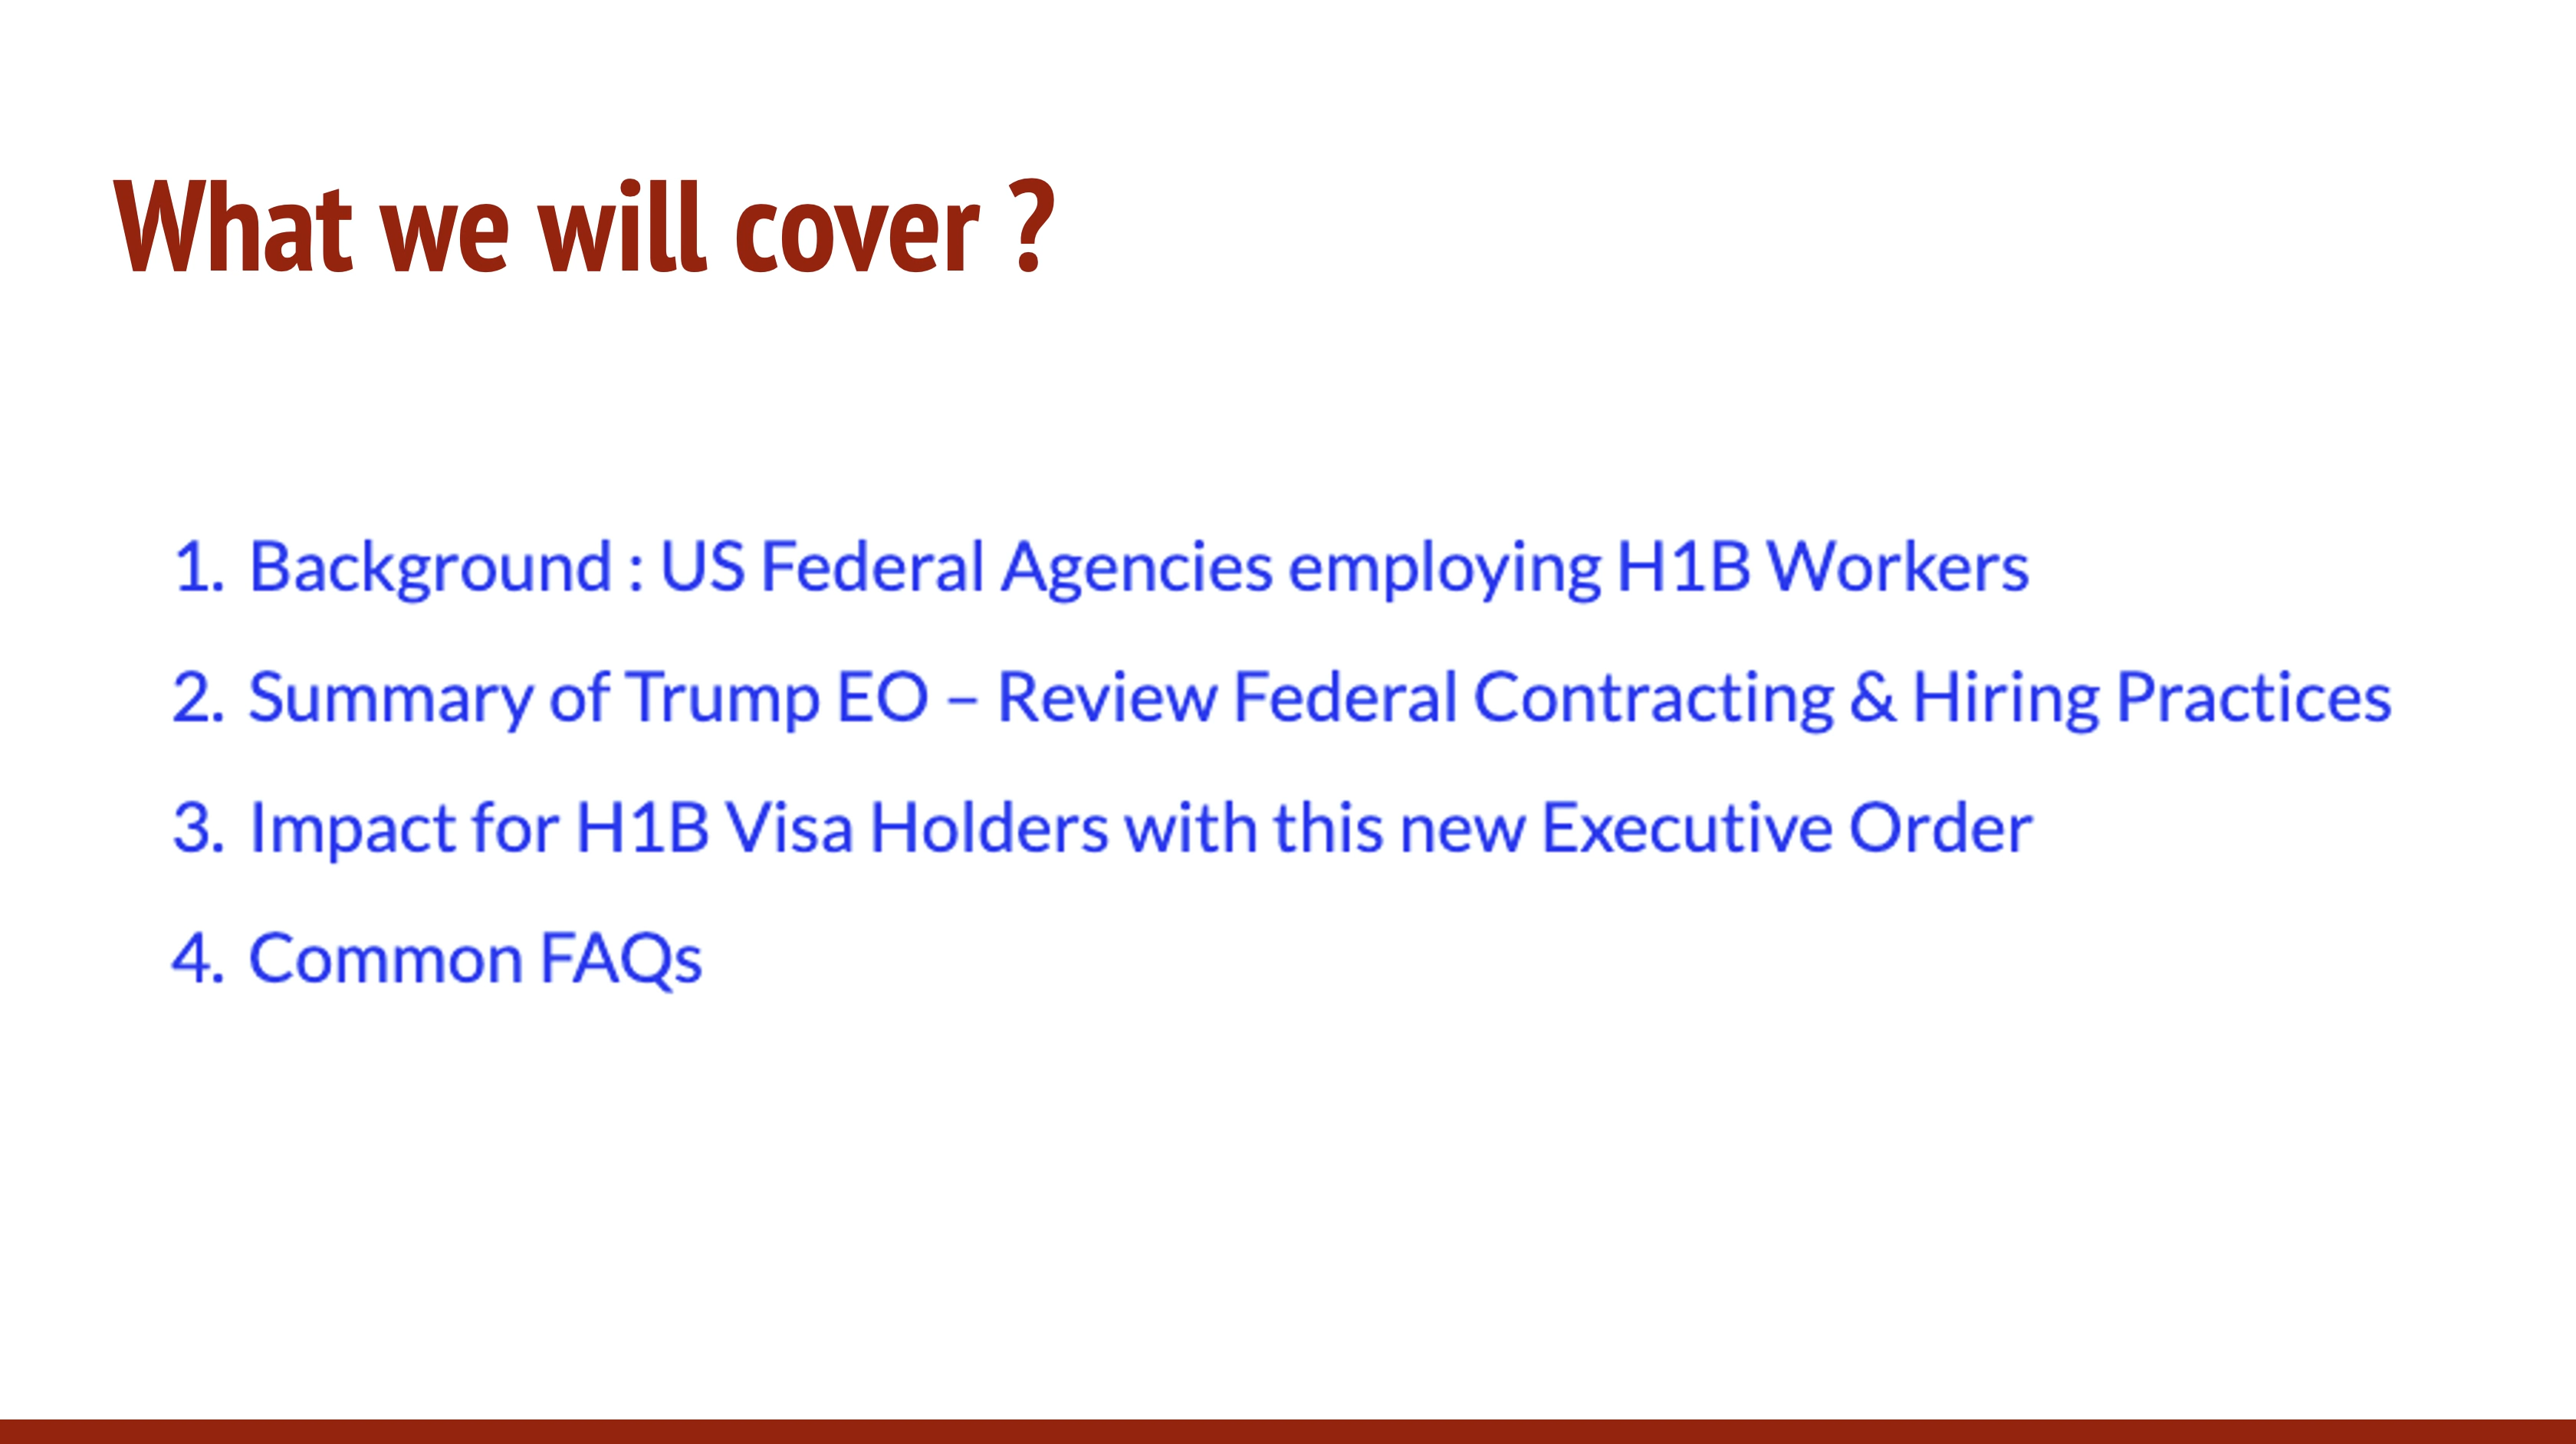 What we will cover ?
1. Background : US Federal Agencies employing H1B Workers
2. Summary of Trump EO – Review Federal Contracting & Hiring Practices
3. Impact for H1B Visa Holders with this new Executive Order
4. Common FAQs